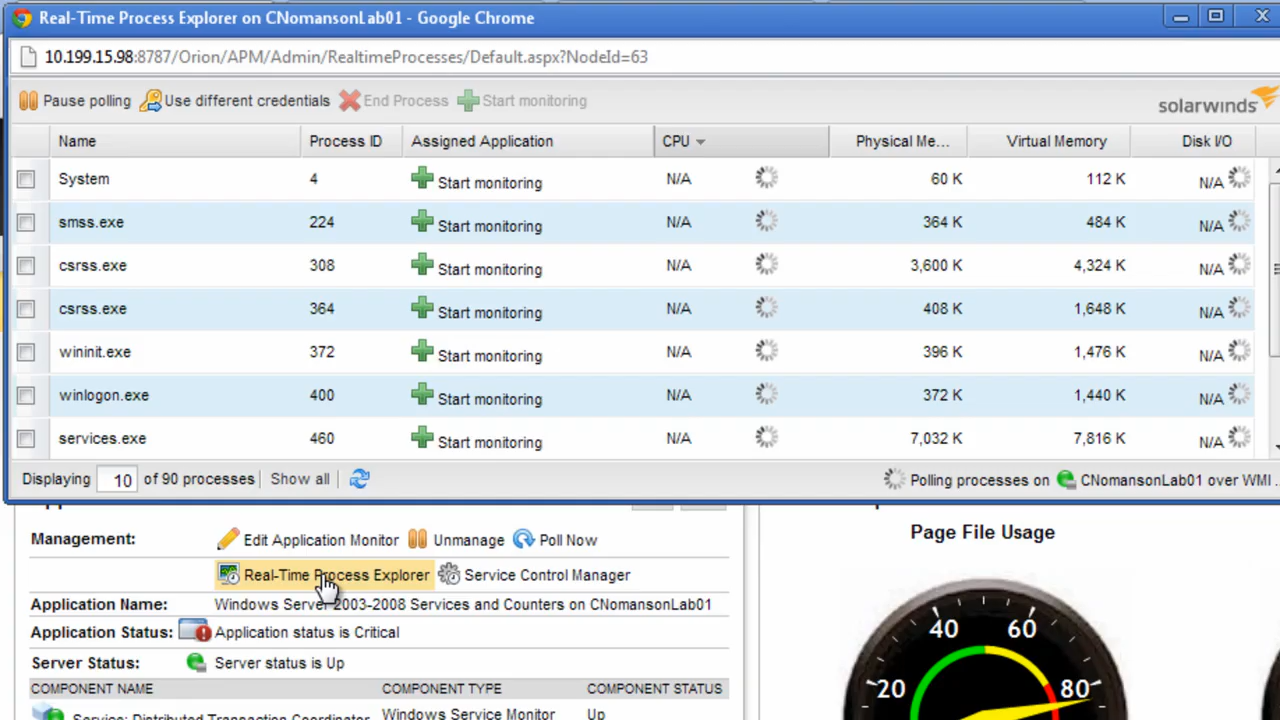 Real-Time Process Explorer on CNomansonLab01 - Google Chrome
10.199.15.98:8787/Orion/APM/Admin/RealtimeProcesses/Default.aspx?NodeId=63
Pause polling Use different credentials End Process Start monitoring solarwinds
Name Process ID Assigned Application CPU Physical Me... Virtual Memory Disk I/O
System 4 Start monitoring N/A 60 K 112 K N/A
smss.exe 224 Start monitoring N/A 364 K 484 K N/A
csrss.exe 308 Start monitoring N/A 3,600 K 4,324 K N/A
csrss.exe 364 Start monitoring N/A 408 K 1,648 K N/A
wininit.exe 372 Start monitoring N/A 396 K 1,476 K N/A
winlogon.exe 400 Start monitoring N/A 372 K 1,440 K N/A
services.exe 460 Start monitoring N/A 7,032 K 7,816 K N/A
Displaying 10 of 90 processes Show all Polling processes on CNomansonLab01 over WMI ...
Management: Edit Application Monitor Unmanage Poll Now
Real-Time Process Explorer Service Control Manager
Application Name: Windows Server 2003-2008 Services and Counters on CNomansonLab01
Application Status: Application status is Critical
Server Status: Server status is Up
COMPONENT NAME COMPONENT TYPE COMPONENT STATUS
Service: Distributed Transaction Coordinator Windows Service Monitor Up
Page File Usage
40 60
20 80